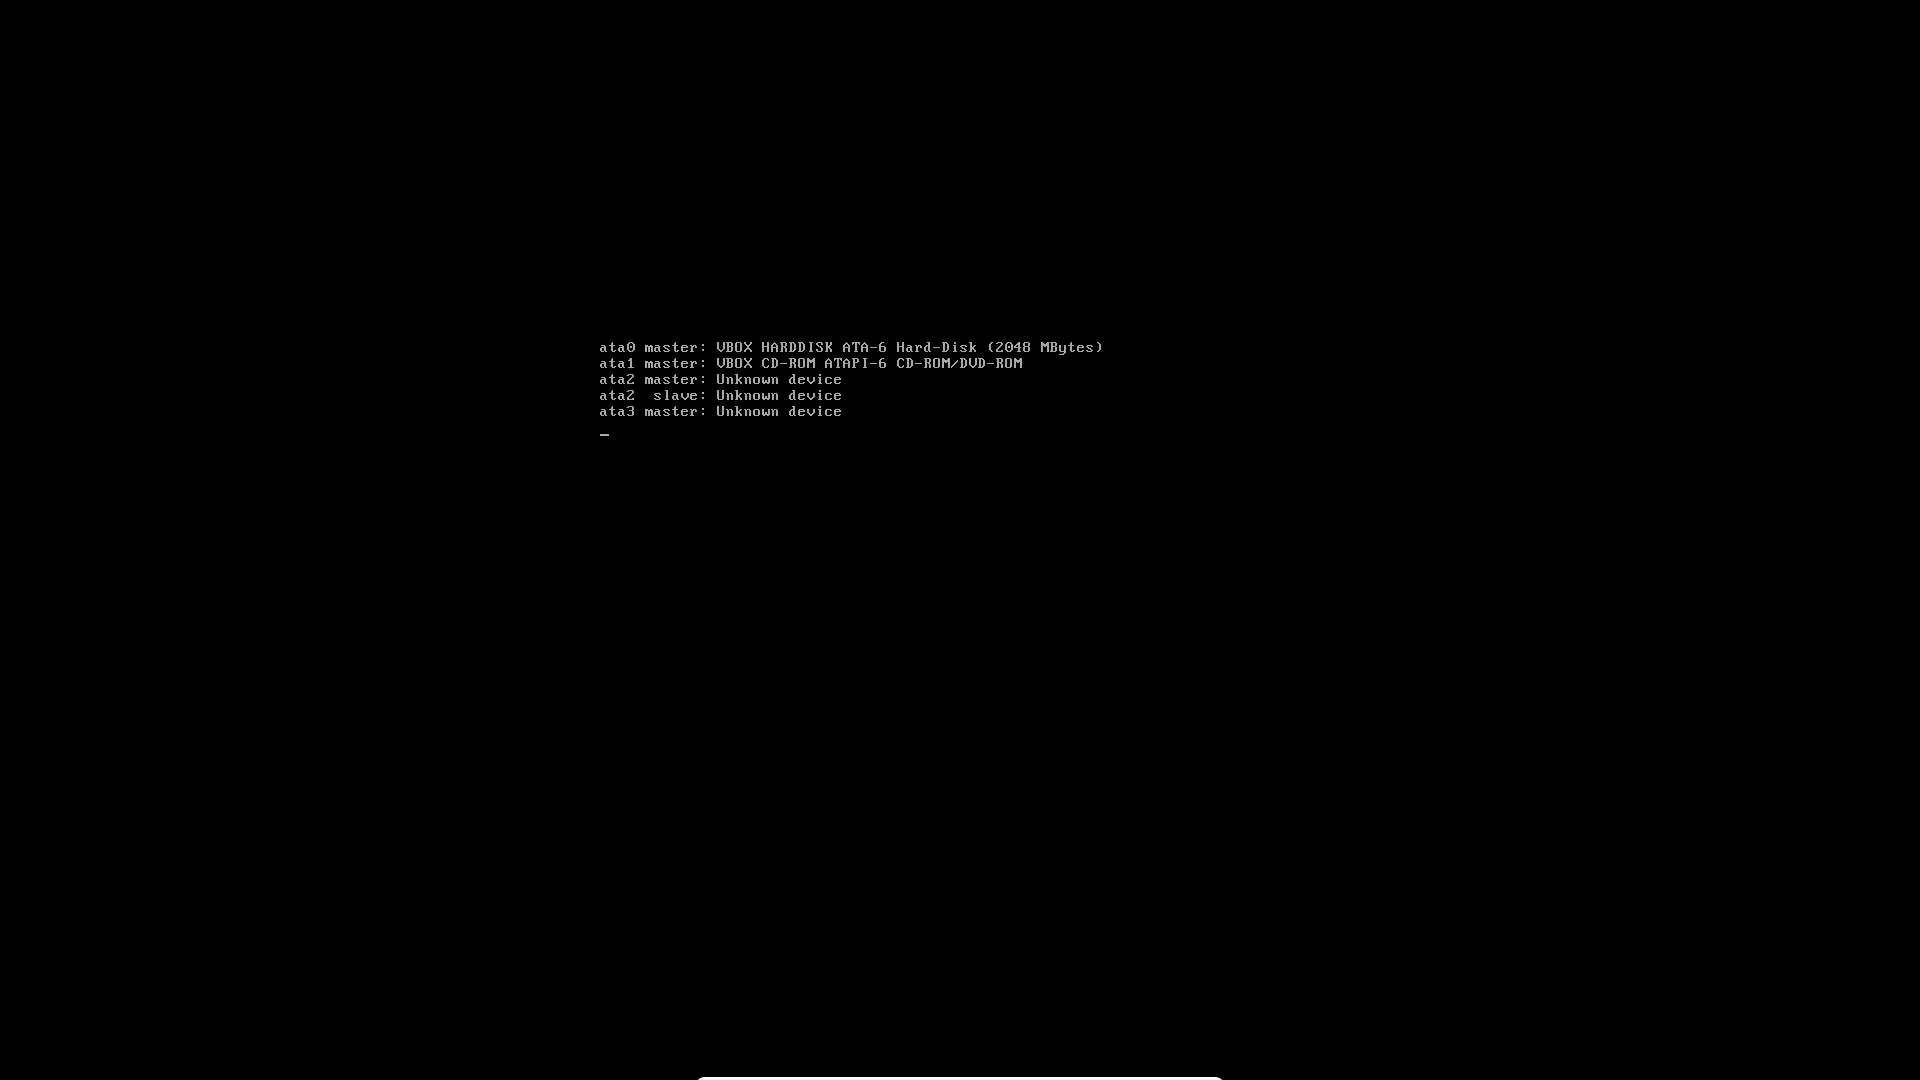 ata0 master: VBOX HARDDISK ATA-6 Hard-Disk (2048 MBytes)
ata1 master: VBOX CD-ROM ATAPI-6 CD-ROM/DVD-ROM
ata2 master: Unknown device
ata2  slave: Unknown device
ata3 master: Unknown device
_